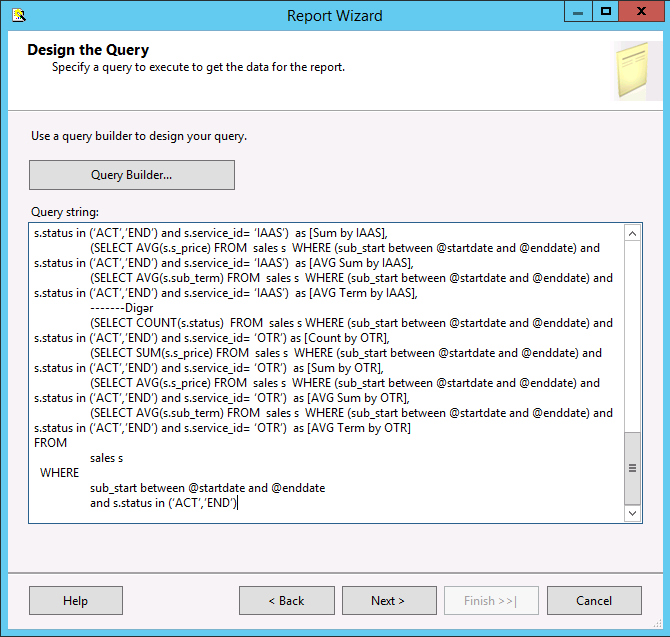 Report Wizard
Design the Query
Specify a query to execute to get the data for the report.
Use a query builder to design your query.
Query Builder...
Query string:
s.status in (‘ACT’,’END’) and s.service_id= ‘IAAS’)  as [Sum by IAAS],
(SELECT AVG(s.s_price) FROM  sales s  WHERE (sub_start between @startdate and @enddate) and
s.status in (‘ACT’,’END’) and s.service_id= ‘IAAS’)  as [AVG Sum by IAAS],
(SELECT AVG(s.sub_term) FROM  sales s  WHERE (sub_start between @startdate and @enddate) and
s.status in (‘ACT’,’END’) and s.service_id= ‘IAAS’)  as [AVG Term by IAAS],
-------Digər
(SELECT COUNT(s.status)  FROM  sales s WHERE (sub_start between @startdate and @enddate) and
s.status in (‘ACT’,’END’) and s.service_id= ‘OTR’) as [Count by OTR],
(SELECT SUM(s.s_price) FROM  sales s  WHERE (sub_start between @startdate and @enddate) and
s.status in (‘ACT’,’END’) and s.service_id= ‘OTR’)  as [Sum by OTR],
(SELECT AVG(s.s_price) FROM  sales s  WHERE (sub_start between @startdate and @enddate) and
s.status in (‘ACT’,’END’) and s.service_id= ‘OTR’)  as [AVG Sum by OTR],
(SELECT AVG(s.sub_term) FROM  sales s  WHERE (sub_start between @startdate and @enddate) and
s.status in (‘ACT’,’END’) and s.service_id= ‘OTR’)  as [AVG Term by OTR]
FROM
sales s
WHERE
sub_start between @startdate and @enddate
and s.status in (‘ACT’,’END’)
Help
< Back
Next >
Finish >>|
Cancel